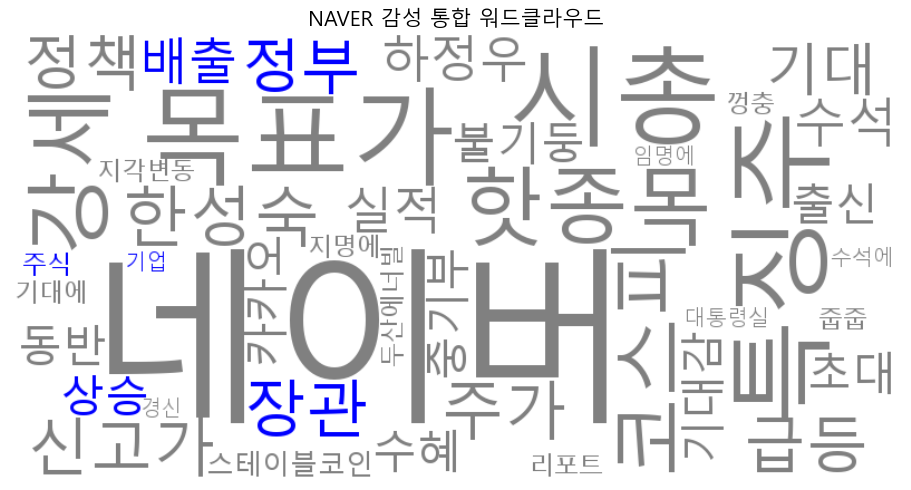 NAVER 감성 통합 워드클라우드
정책
배출
정부
하정우
시총
기대
강세
목표가
불기둥
껑충
수석
임명에
지각변동
한성숙
실적
핫종목
특징주
출신
지명에
주식
기업
네이버
카카오
두산에너빌
중기부
코스피
수석에
기대에
대통령실
줍줍
동반
기대감
초대
상승
경신
장관
주가
신고가
스테이블코인
수혜
리포트
급등